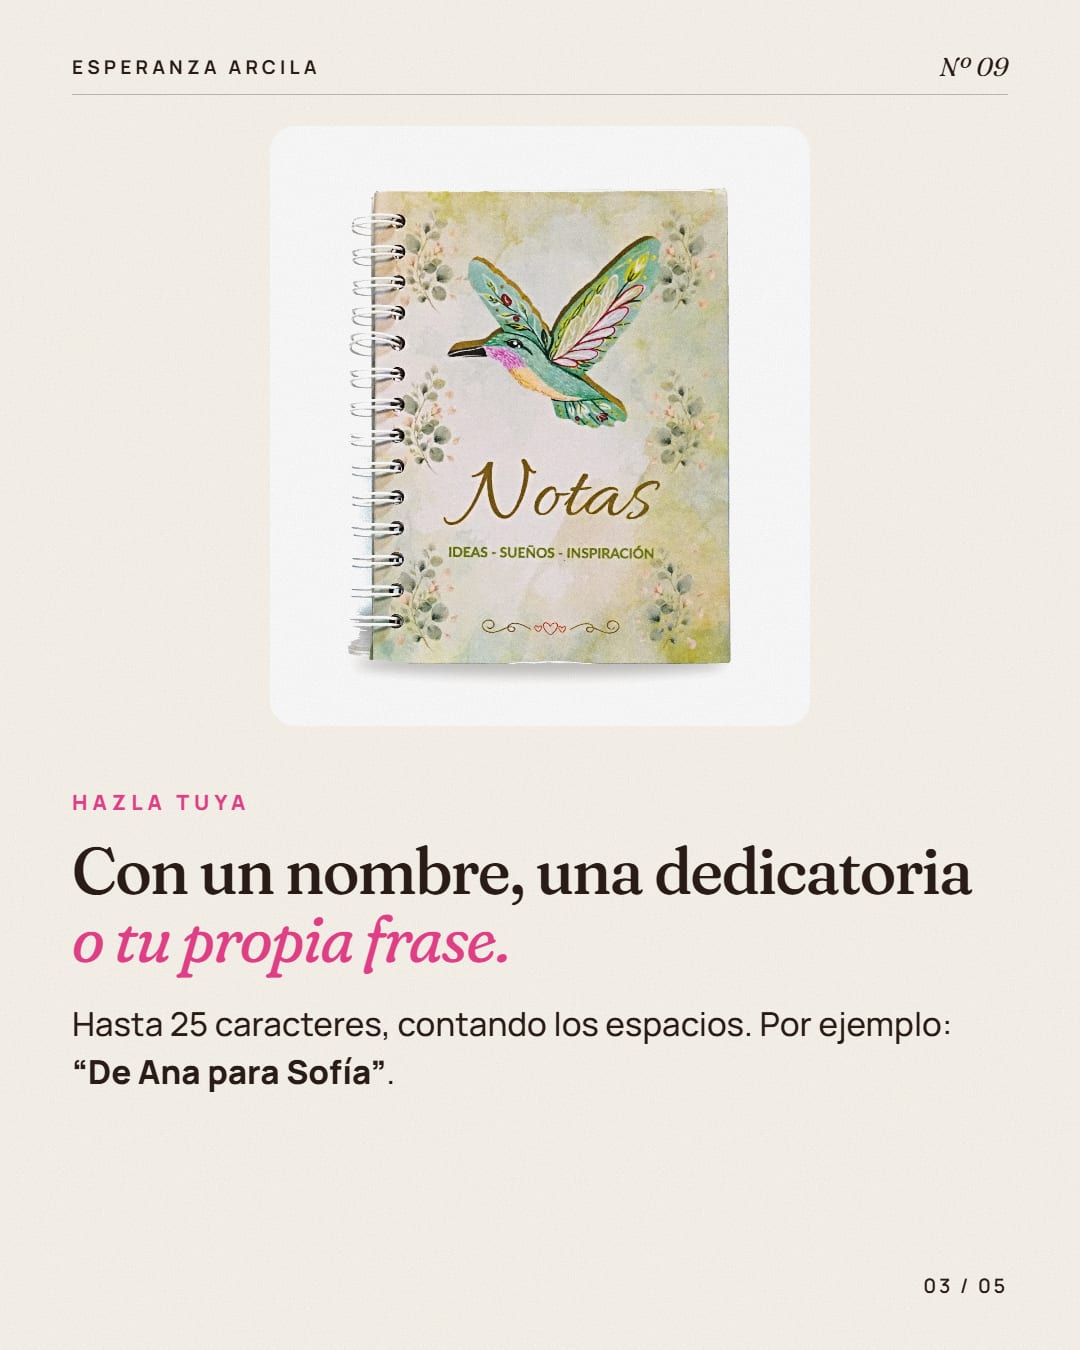 ESPERANZA ARCILA
Nº 09
Notas
IDEAS - SUEÑOS - INSPIRACIÓN
HAZLA TUYA
Con un nombre, una dedicatoria
o tu propia frase.
Hasta 25 caracteres, contando los espacios. Por ejemplo:
“De Ana para Sofía”.
03 / 05